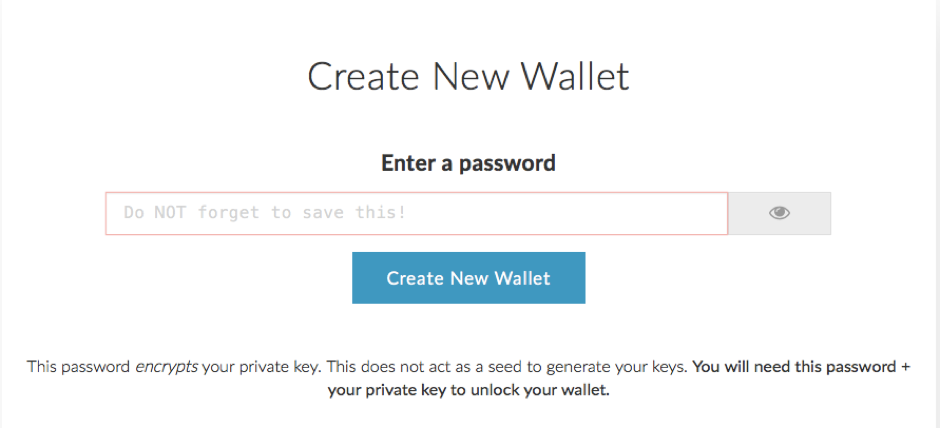 Create New Wallet
Enter a password
Do NOT forget to save this!
Create New Wallet
This password encrypts your private key. This does not act as a seed to generate your keys. You will need this password +
your private key to unlock your wallet.